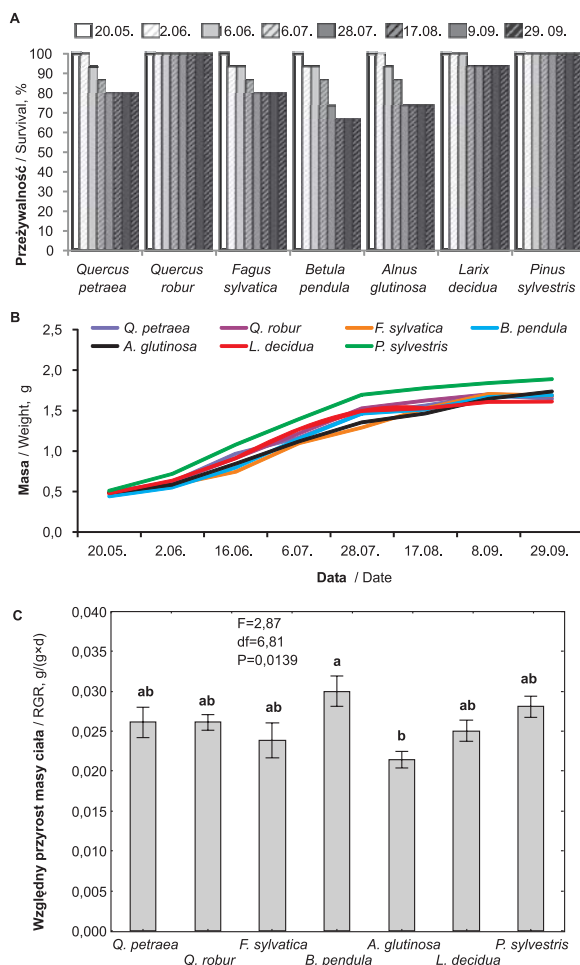 A
20.05. 2.06. 16.06. 6.07. 28.07. 17.08. 9.09. 29. 09.
Przeżywalność / Survival, %
100
90
80
70
60
50
40
30
20
10
0
Quercus petraea
Quercus robur
Fagus sylvatica
Betula pendula
Alnus glutinosa
Larix decidua
Pinus sylvestris
B
Q. petraea Q. robur F. sylvatica B. pendula
A. glutinosa L. decidua P. sylvestris
Masa / Weight, g
2,5
2,0
1,5
1,0
0,5
0,0
20.05. 2.06. 16.06. 6.07. 28.07. 17.08. 8.09. 29.09.
Data / Date
C
Względny przyrost masy ciała / RGR, g/(g×d)
0,040
0,035
0,030
0,025
0,020
0,015
0,010
0,005
0,000
F=2,87
df=6,81
P=0,0139
ab ab ab a b ab ab
Q. petraea F. sylvatica A. glutinosa P. sylvestris
Q. robur B. pendula L. decidua